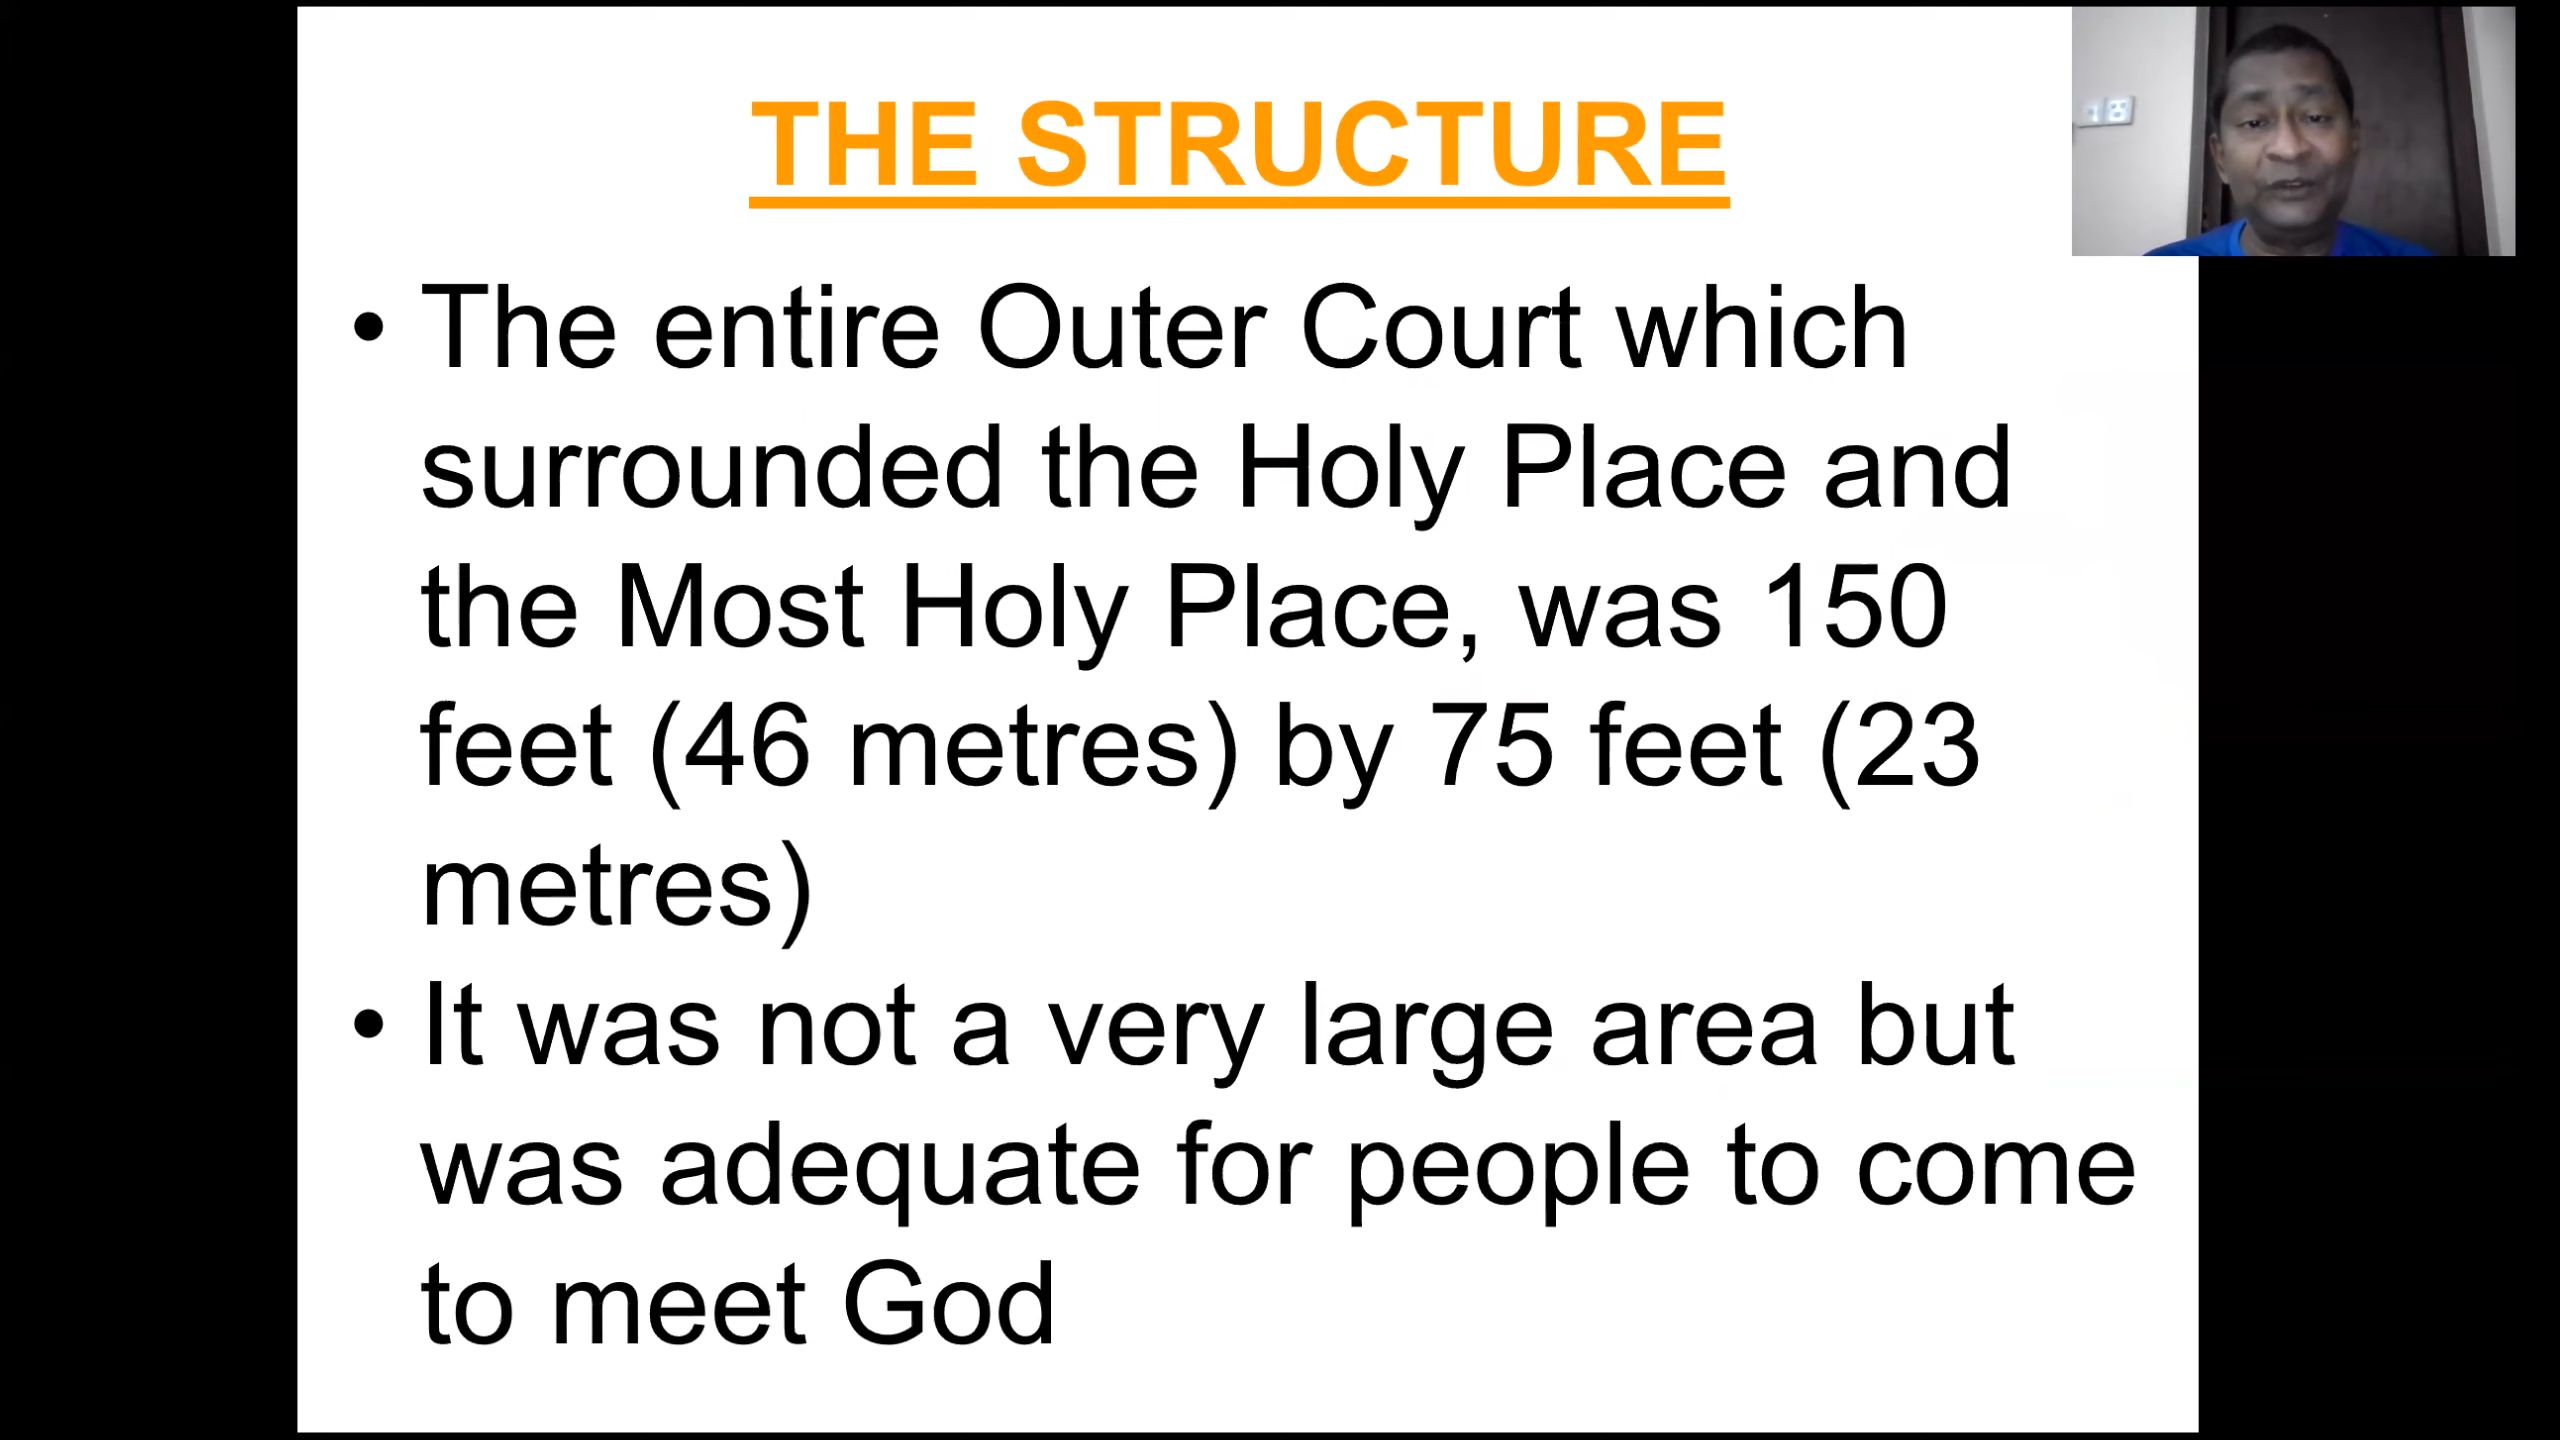 THE STRUCTURE
• The entire Outer Court which
surrounded the Holy Place and
the Most Holy Place, was 150
feet (46 metres) by 75 feet (23
metres)
• It was not a very large area but
was adequate for people to come
to meet God